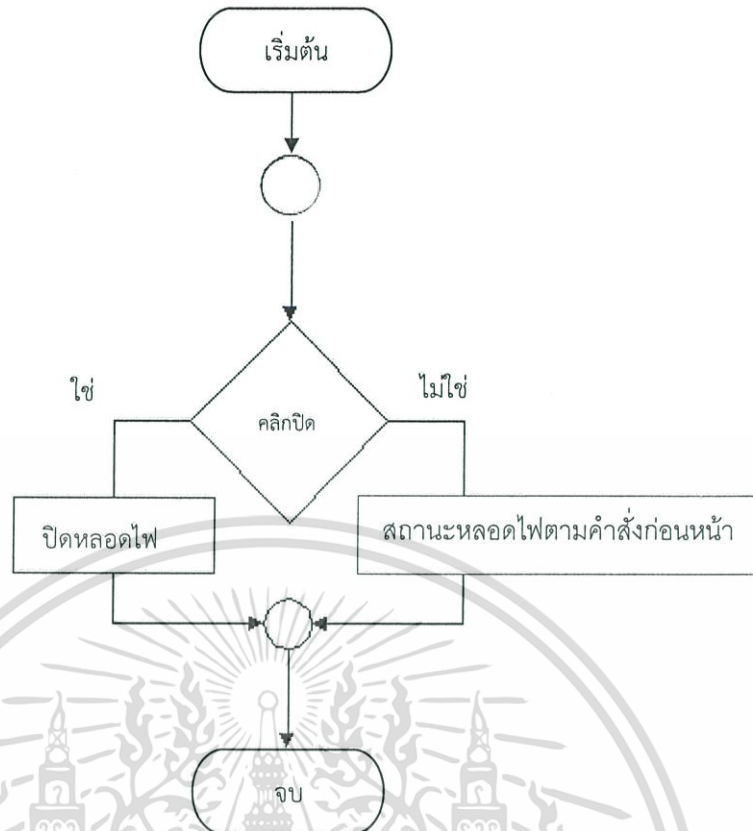 เริ่มต้น
ใช่
ไม่ใช่
คลิกปิด
ปิดหลอดไฟ
สถานะหลอดไฟตามคำสั่งก่อนหน้า
จบ